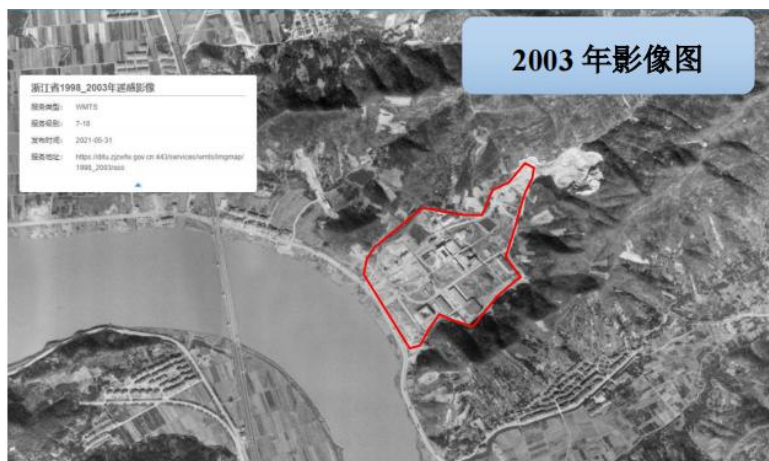 2003 年影像图
浙江省1998_2003年遥感影像
服务类型： WMTS
服务级别： 7-18
发布时间： 2021-05-31
服务地址：
1998_2003/oss